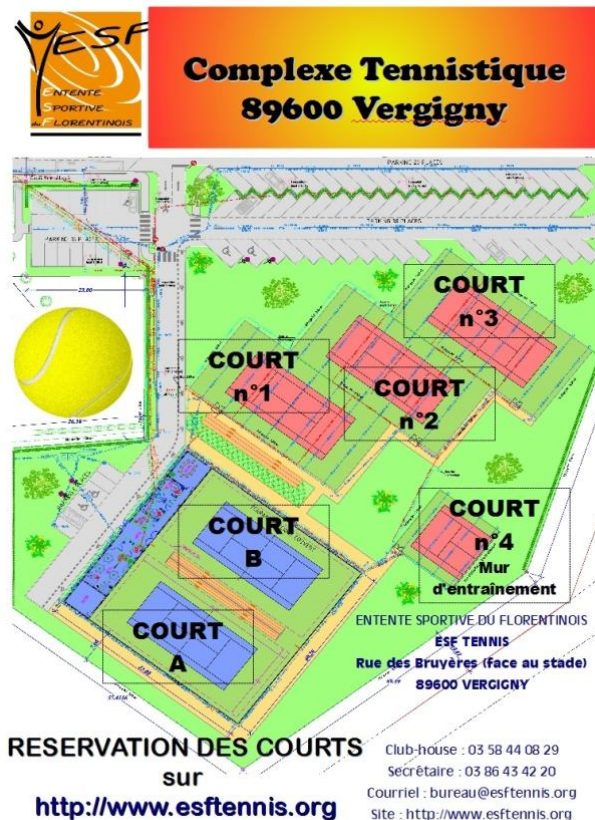 ESF
ENTENTE
SPORTIVE
du FLORENTINOIS
Complexe Tennistique
89600 Vergigny
COURT
n°3
COURT
n°1
COURT
n°2
COURT
B
COURT
n°4
Mur
d'entraînement
COURT
A
ENTENTE SPORTIVE DU FLORENTINOIS
ESF TENNIS
Rue des Bruyères (face au stade)
89600 VERGIGNY
RESERVATION DES COURTS
sur
http://www.esftennis.org
Club-house : 03 58 44 08 29
Secrétaire : 03 86 43 42 20
Courriel : bureau@esftennis.org
Site : http://www.esftennis.org